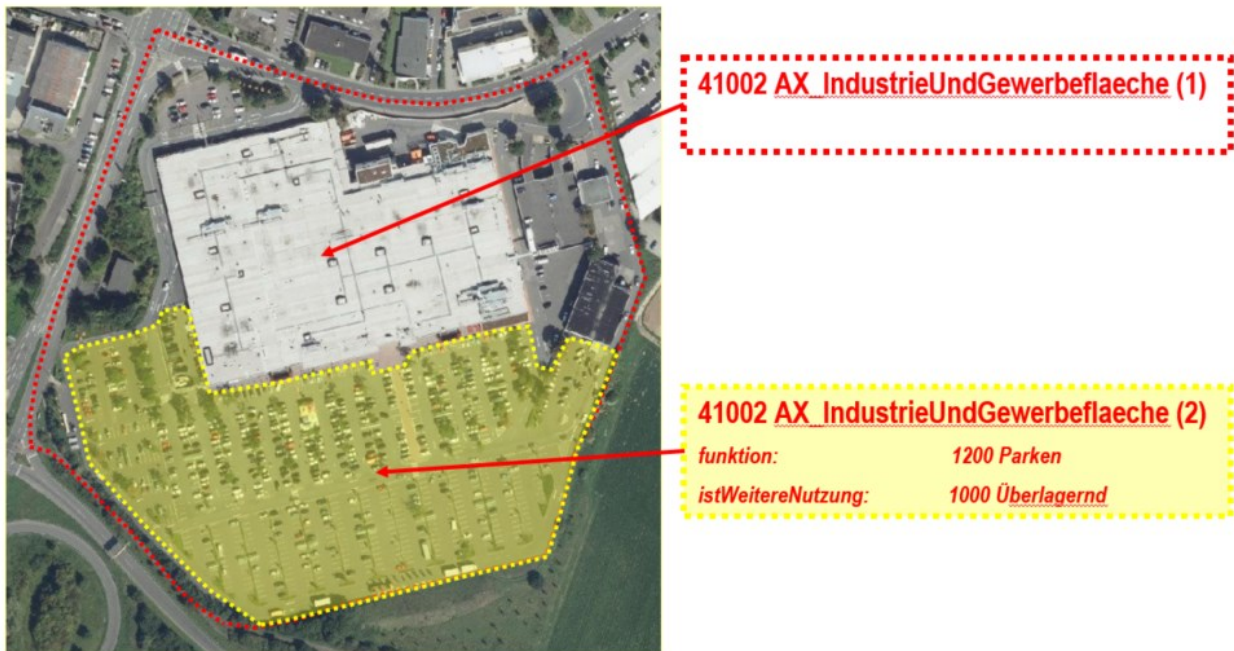 41002 AX_IndustrieUndGewerbeflaeche (1)
41002 AX_IndustrieUndGewerbeflaeche (2)
funktion: 1200 Parken
istWeitereNutzung: 1000 Überlagernd